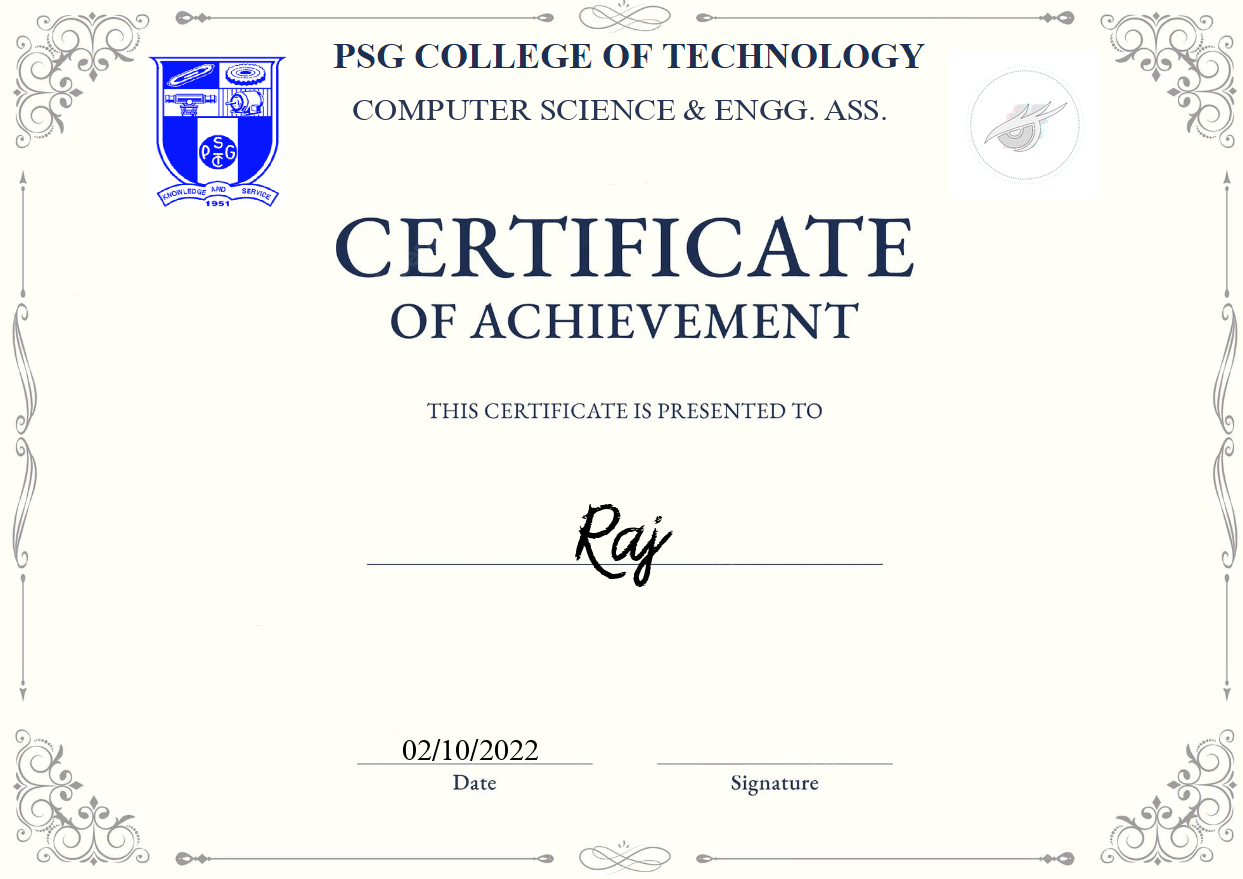 PSG COLLEGE OF TECHNOLOGY
COMPUTER SCIENCE & ENGG. ASS.
P S G
T C
KNOWLEDGE AND SERVICE
1951
CERTIFICATE
OF ACHIEVEMENT
THIS CERTIFICATE IS PRESENTED TO
Raj
02/10/2022
Date
Signature